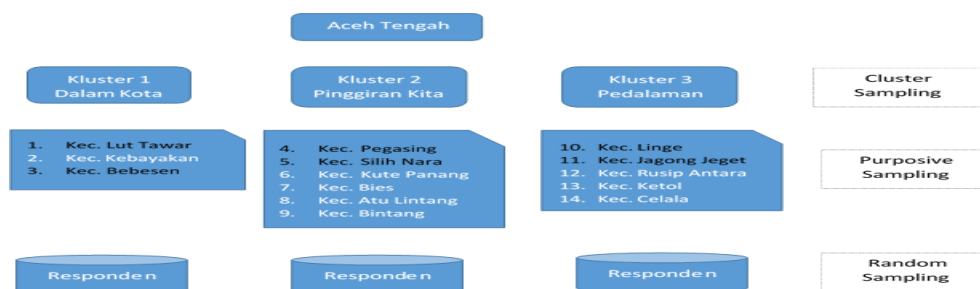 Aceh Tengah
Kluster 1
Dalam Kota
Kluster 2
Pinggiran Kita
Kluster 3
Pedalaman
Cluster
Sampling
1. Kec. Lut Tawar
2. Kec. Kebayakan
3. Kec. Bebesen
4. Kec. Pegasing
5. Kec. Silih Nara
6. Kec. Kute Panang
7. Kec. Bies
8. Kec. Atu Lintang
9. Kec. Bintang
10. Kec. Linge
11. Kec. Jagong Jeget
12. Kec. Rusip Antara
13. Kec. Ketol
14. Kec. Celala
Purposive
Sampling
Responden
Responden
Responden
Random
Sampling